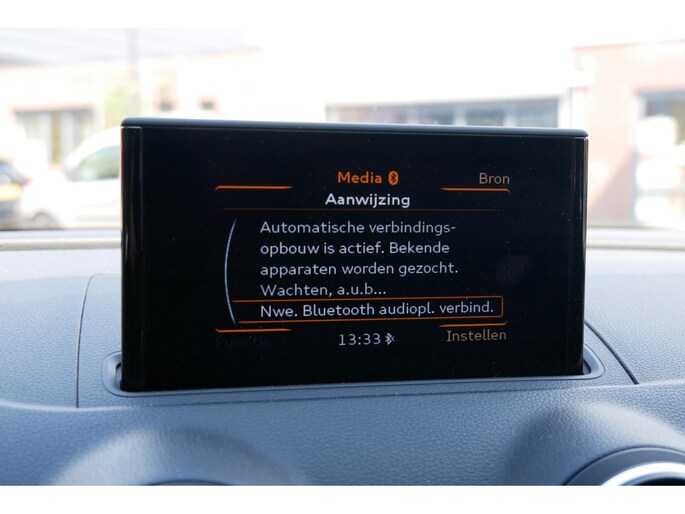 Media
Bron
Aanwijzing
Automatische verbindings-
opbouw is actief. Bekende
apparaten worden gezocht.
Wachten, a.u.b...
Nwe. Bluetooth audiopl. verbind.
Functie
13:33
Instellen